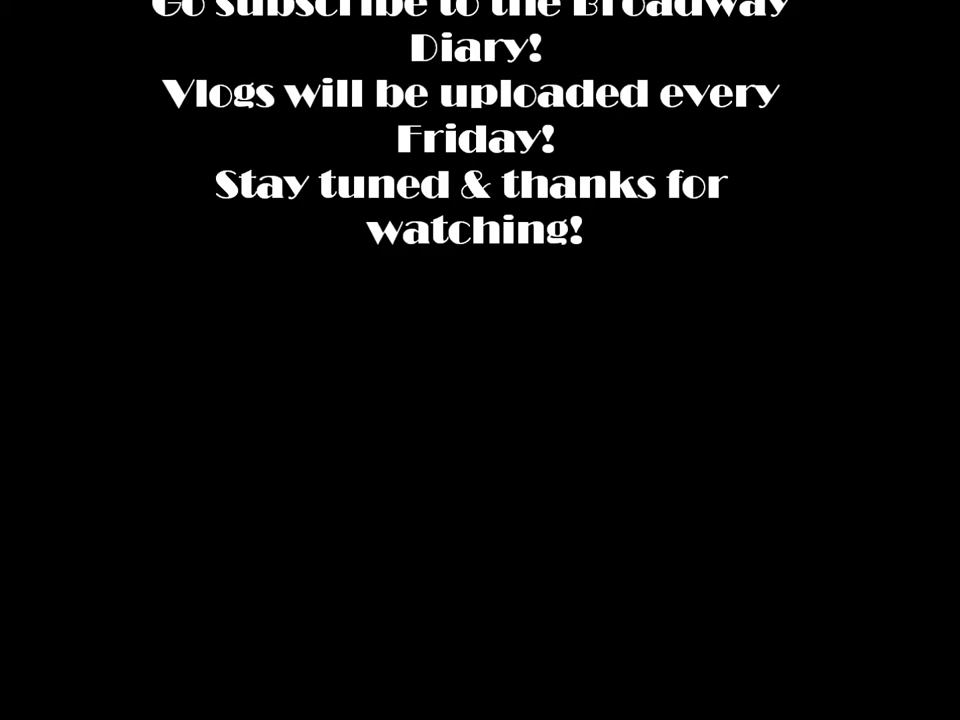 Go subscribe to the Broadway
Diary!
Vlogs will be uploaded every
Friday!
Stay tuned & thanks for
watching!